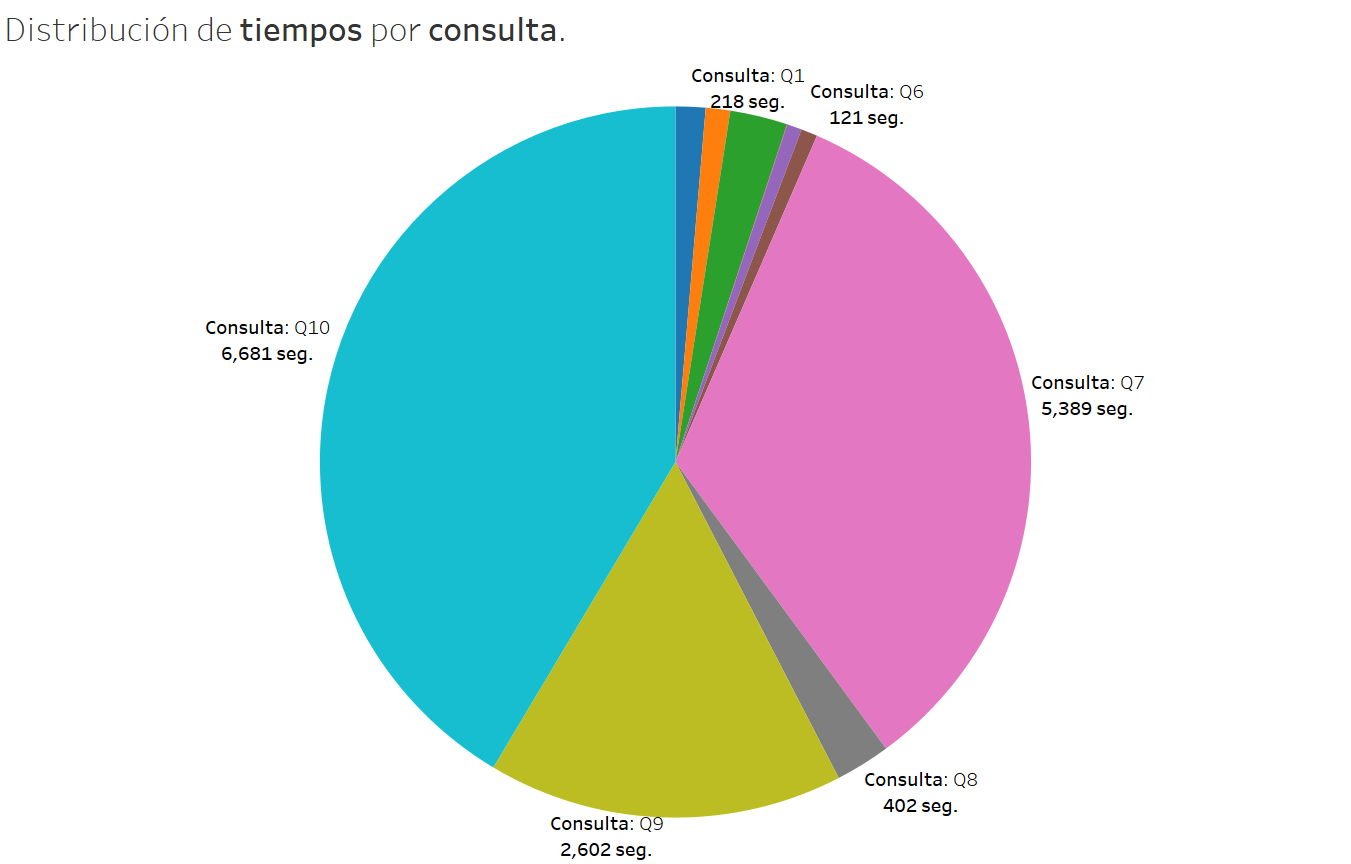 Distribución de tiempos por consulta.
Consulta: Q1
218 seg.
Consulta: Q6
121 seg.
Consulta: Q10
6,681 seg.
Consulta: Q7
5,389 seg.
Consulta: Q8
402 seg.
Consulta: Q9
2,602 seg.